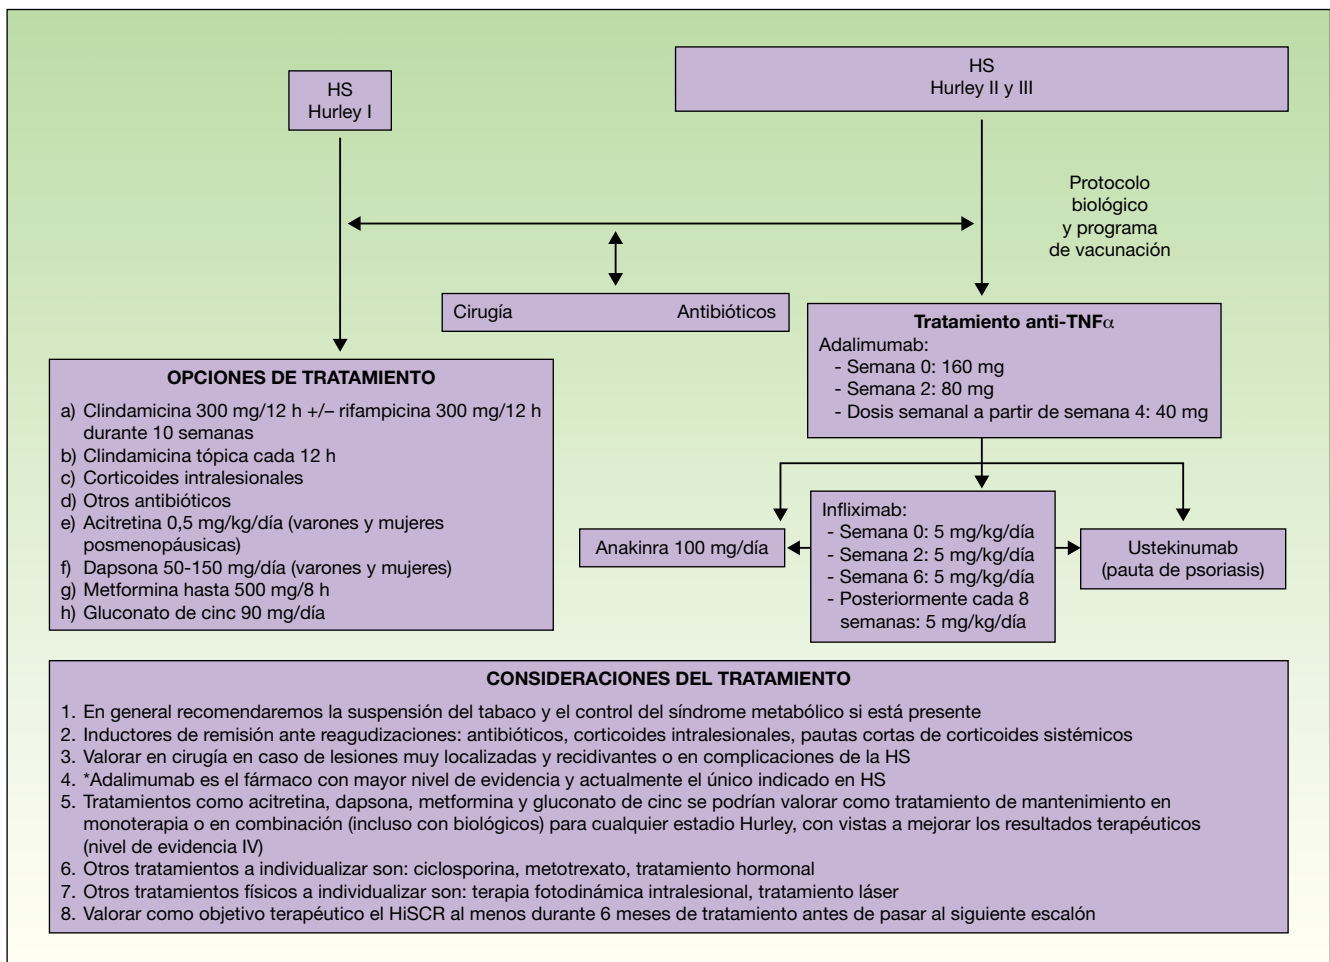 HS
Hurley I
HS
Hurley II y III
Protocolo
biológico
y programa
de vacunación
Cirugía Antibióticos
OPCIONES DE TRATAMIENTO
a) Clindamicina 300 mg/12 h +/– rifampicina 300 mg/12 h
durante 10 semanas
b) Clindamicina tópica cada 12 h
c) Corticoides intralesionales
d) Otros antibióticos
e) Acitretina 0,5 mg/kg/día (varones y mujeres
posmenopáusicas)
f) Dapsona 50-150 mg/día (varones y mujeres)
g) Metformina hasta 500 mg/8 h
h) Gluconato de cinc 90 mg/día
Tratamiento anti-TNFα
Adalimumab:
- Semana 0: 160 mg
- Semana 2: 80 mg
- Dosis semanal a partir de semana 4: 40 mg
Anakinra 100 mg/día
Infliximab:
- Semana 0: 5 mg/kg/día
- Semana 2: 5 mg/kg/día
- Semana 6: 5 mg/kg/día
- Posteriormente cada 8
semanas: 5 mg/kg/día
Ustekinumab
(pauta de psoriasis)
CONSIDERACIONES DEL TRATAMIENTO
1. En general recomendaremos la suspensión del tabaco y el control del síndrome metabólico si está presente
2. Inductores de remisión ante reagudizaciones: antibióticos, corticoides intralesionales, pautas cortas de corticoides sistémicos
3. Valorar en cirugía en caso de lesiones muy localizadas y recidivantes o en complicaciones de la HS
4. *Adalimumab es el fármaco con mayor nivel de evidencia y actualmente el único indicado en HS
5. Tratamientos como acitretina, dapsona, metformina y gluconato de cinc se podrían valorar como tratamiento de mantenimiento en
monoterapia o en combinación (incluso con biológicos) para cualquier estadio Hurley, con vistas a mejorar los resultados terapéuticos
(nivel de evidencia IV)
6. Otros tratamientos a individualizar son: ciclosporina, metotrexato, tratamiento hormonal
7. Otros tratamientos físicos a individualizar son: terapia fotodinámica intralesional, tratamiento láser
8. Valorar como objetivo terapéutico el HiSCR al menos durante 6 meses de tratamiento antes de pasar al siguiente escalón